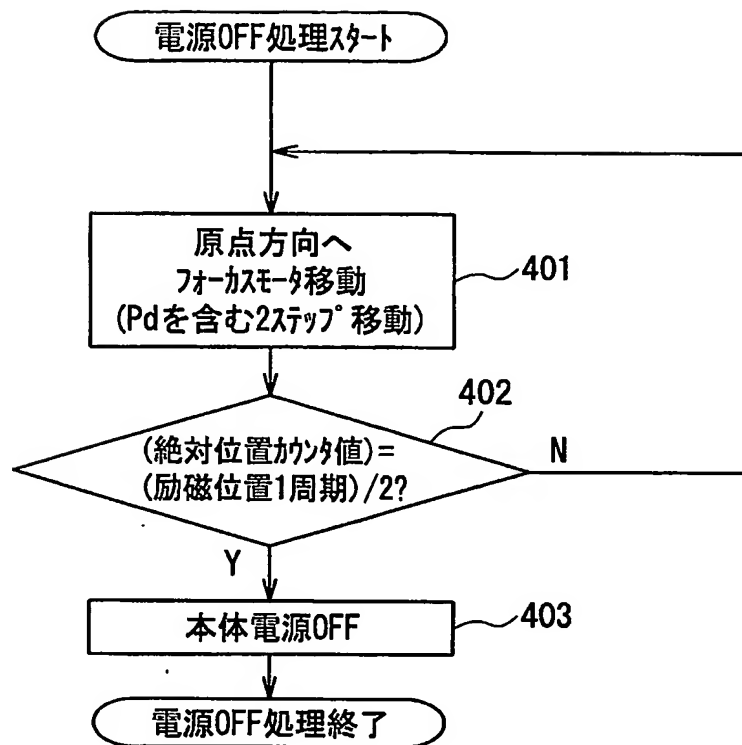 電源OFF処理スタート
原点方向へ
フォーカスモータ移動
(Pdを含む2ステップ移動)
401
402
(絶対位置カウンタ値)=
(励磁位置1周期)/2?
N
Y
本体電源OFF
403
電源OFF処理終了